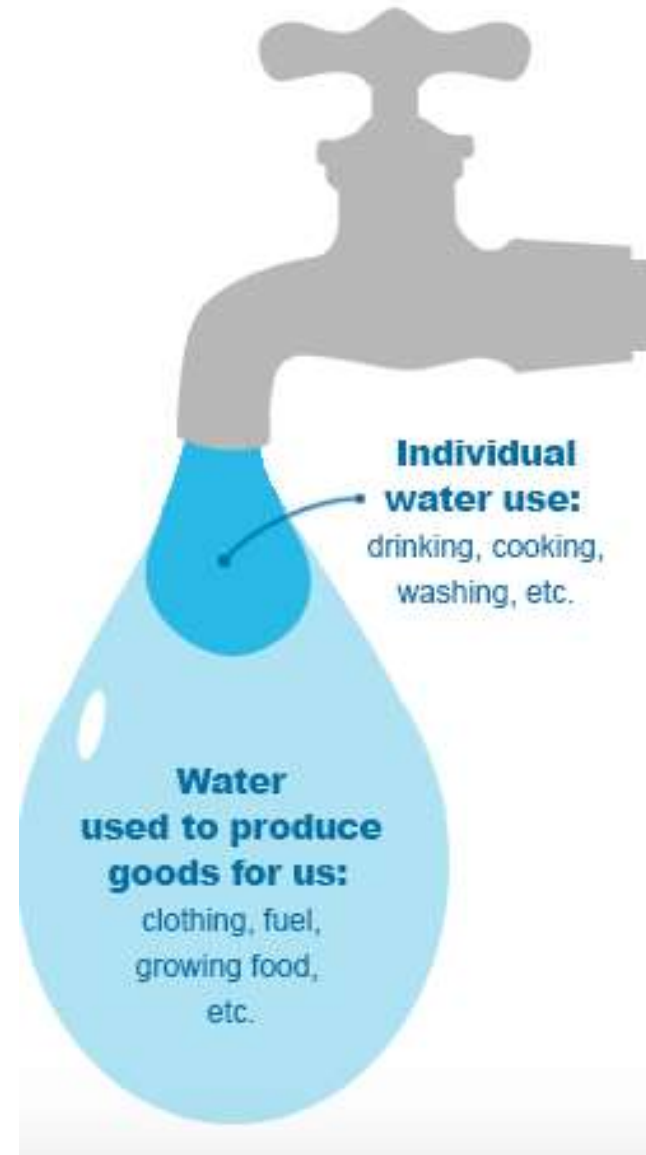 Individual
water use:
drinking, cooking,
washing, etc.
Water
used to produce
goods for us:
clothing, fuel,
growing food,
etc.